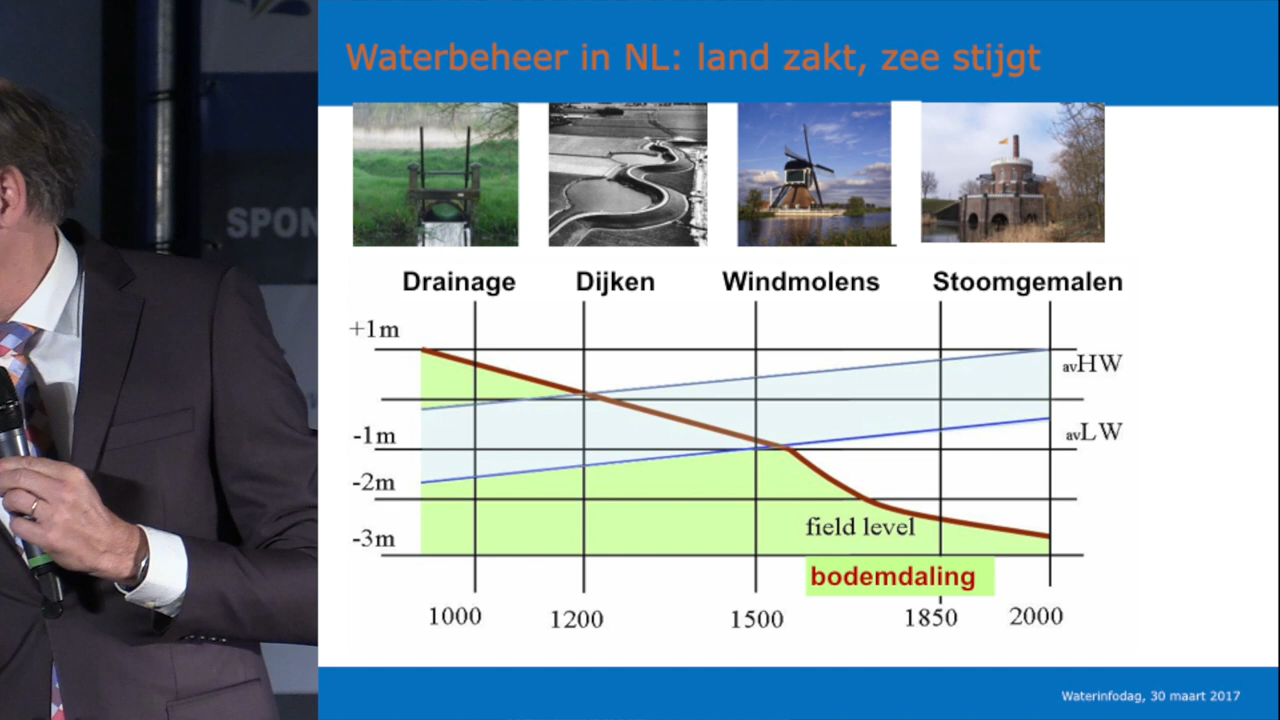 Waterbeheer in NL: land zakt, zee stijgt
SPON
Drainage Dijken Windmolens Stoomgemalen
+1m
avHW
-1m
avLW
-2m
field level
-3m
bodemdaling
1000 1200 1500 1850 2000
Waterinfodag, 30 maart 2017